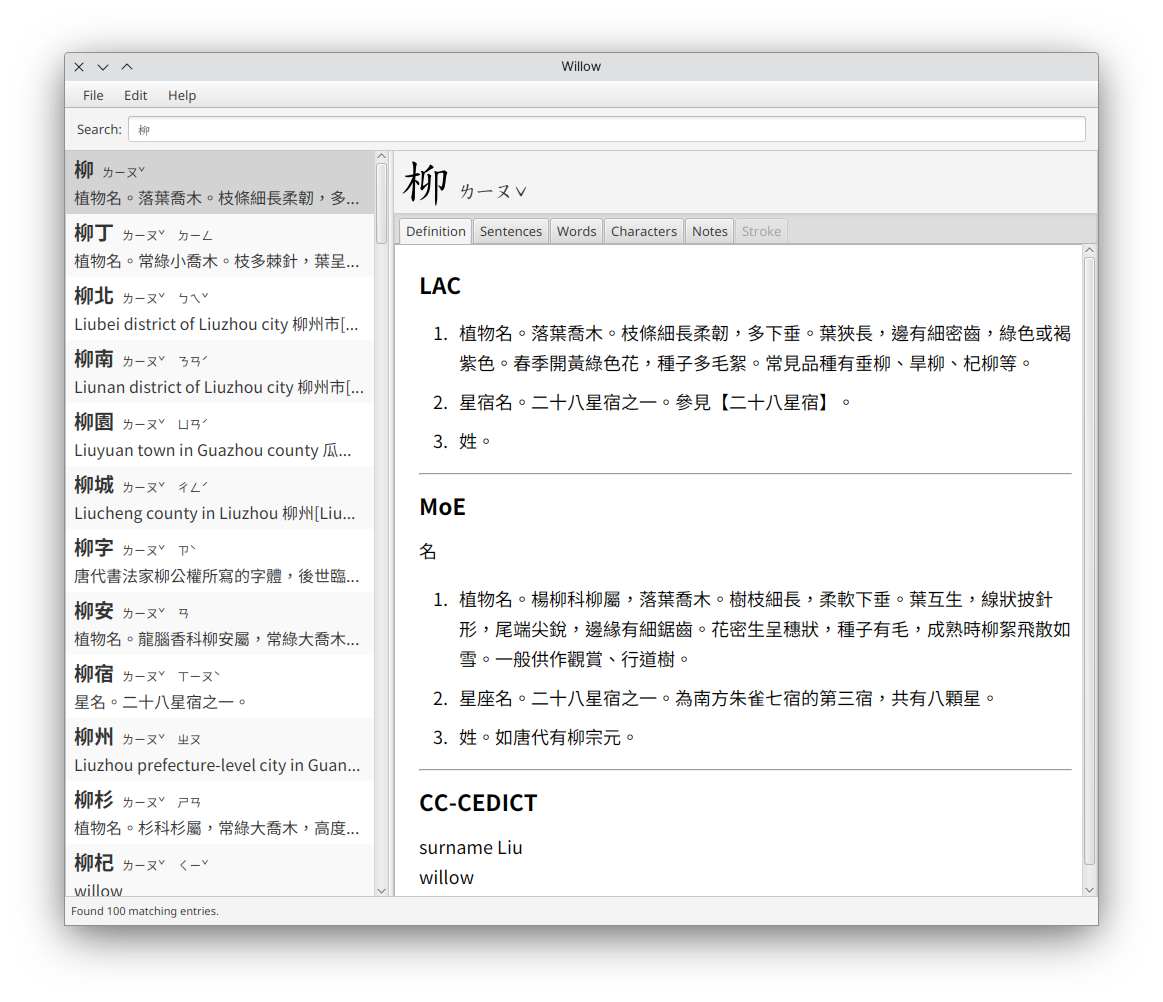 Willow
File Edit Help
Search: 柳
柳 ㄌㄧㄡˇ
植物名。落葉喬木。枝條細長柔韌，多...
柳丁 ㄌㄧㄡˇ ㄉㄧㄥ
植物名。常綠小喬木。枝多棘針，葉呈...
柳北 ㄌㄧㄡˇ ㄅㄟˇ
Liubei district of Liuzhou city 柳州市[...
柳南 ㄌㄧㄡˇ ㄋㄢˊ
Liunan district of Liuzhou city 柳州市[...
柳園 ㄌㄧㄡˇ ㄩㄢˊ
Liuyuan town in Guazhou county 瓜...
柳城 ㄌㄧㄡˇ ㄔㄥˊ
Liucheng county in Liuzhou 柳州[Liu...
柳字 ㄌㄧㄡˇ ㄗˋ
唐代書法家柳公權所寫的字體，後世臨...
柳安 ㄌㄧㄡˇ ㄢ
植物名。龍腦香科柳安屬，常綠大喬木...
柳宿 ㄌㄧㄡˇ ㄒㄧㄡˋ
星名。二十八星宿之一。
柳州 ㄌㄧㄡˇ ㄓㄡ
Liuzhou prefecture-level city in Guan...
柳杉 ㄌㄧㄡˇ ㄕㄢ
植物名。杉科杉屬，常綠大喬木，高度...
柳杞 ㄌㄧㄡˇ ㄑㄧˇ
willow
柳 ㄌㄧㄡˇ
Definition Sentences Words Characters Notes Stroke
LAC
1. 植物名。落葉喬木。枝條細長柔韌，多下垂。葉狹長，邊有細密齒，綠色或褐
紫色。春季開黃綠色花，種子多毛絮。常見品種有垂柳、旱柳、杞柳等。
2. 星宿名。二十八星宿之一。參見【二十八星宿】。
3. 姓。
MoE
名
1. 植物名。楊柳科柳屬，落葉喬木。樹枝細長，柔軟下垂。葉互生，線狀披針
形，尾端尖銳，邊緣有細鋸齒。花密生呈穗狀，種子有毛，成熟時柳絮飛散如
雪。一般供作觀賞、行道樹。
2. 星座名。二十八星宿之一。為南方朱雀七宿的第三宿，共有八顆星。
3. 姓。如唐代有柳宗元。
CC-CEDICT
surname Liu
willow
Found 100 matching entries.